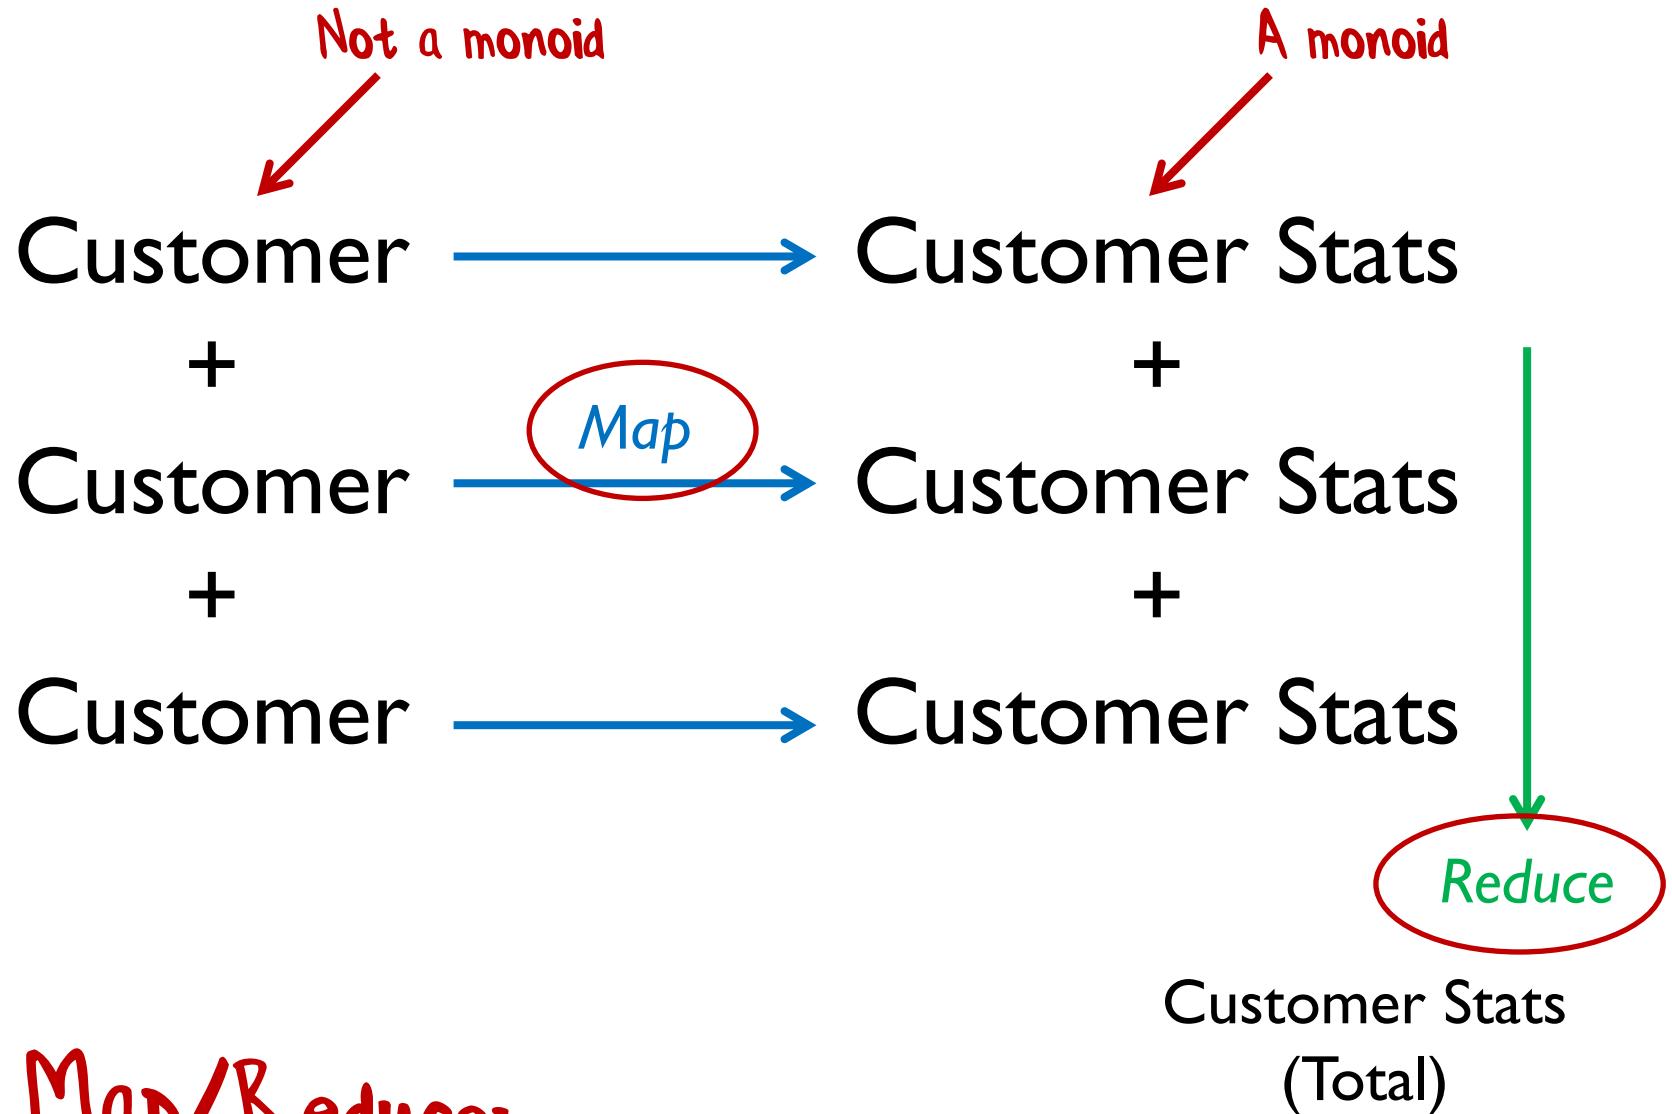 Not a monoid
A monoid
Customer
Customer Stats
+
+
Map
Customer
Customer Stats
+
+
Customer
Customer Stats
Reduce
Customer Stats
(Total)